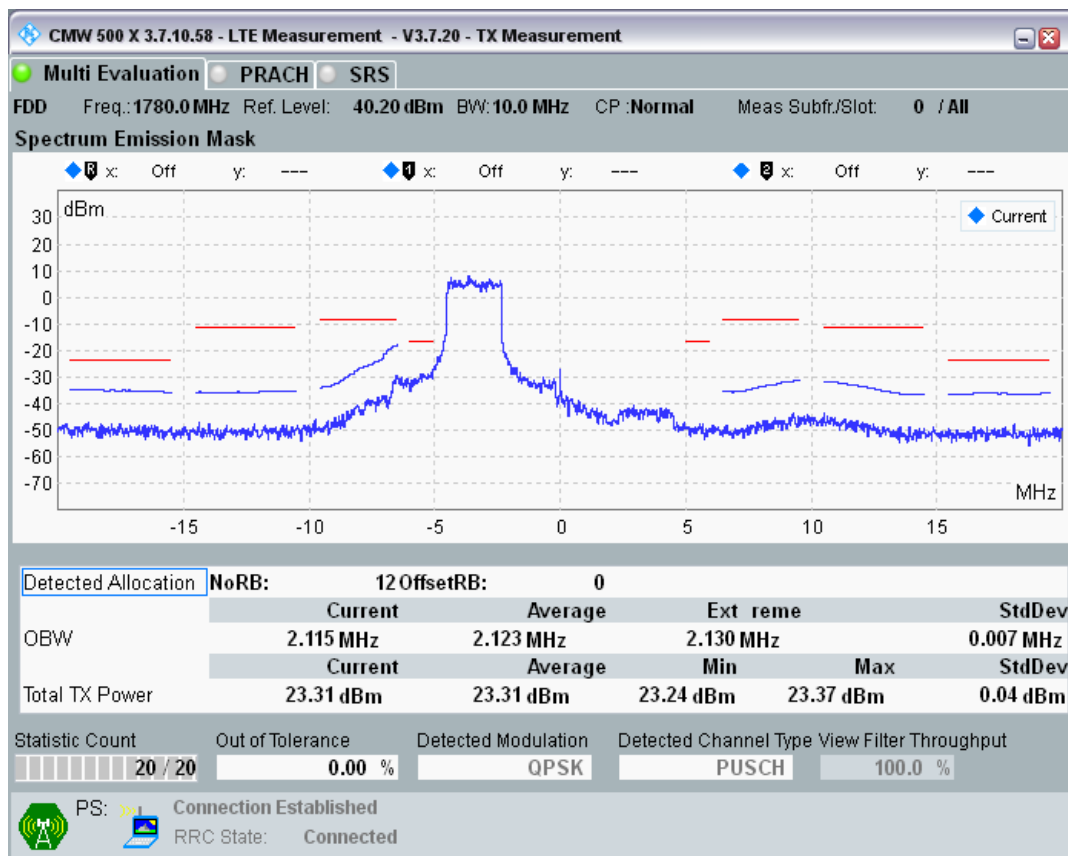 CMW 500 X 3.7.10.58 - LTE Measurement - V3.7.20 - TX Measurement
Multi Evaluation PRACH SRS
FDD Freq.: 1780.0 MHz Ref. Level: 40.20 dBm BW: 10.0 MHz CP :Normal Meas Subfr./Slot: 0 / All
Spectrum Emission Mask
R x: Off y: --- 1 x: Off y: --- 2 x: Off y: ---
dBm
Current
30
20
10
0
-10
-20
-30
-40
-50
-60
-70
MHz
-15 -10 -5 0 5 10 15
Detected Allocation NoRB: 12 OffsetRB: 0
Current Average Ext reme StdDev
OBW 2.115 MHz 2.123 MHz 2.130 MHz 0.007 MHz
Current Average Min Max StdDev
Total TX Power 23.31 dBm 23.31 dBm 23.24 dBm 23.37 dBm 0.04 dBm
Statistic Count Out of Tolerance Detected Modulation Detected Channel Type View Filter Throughput
20 / 20 0.00 % QPSK PUSCH 100.0 %
PS: Connection Established
RRC State: Connected